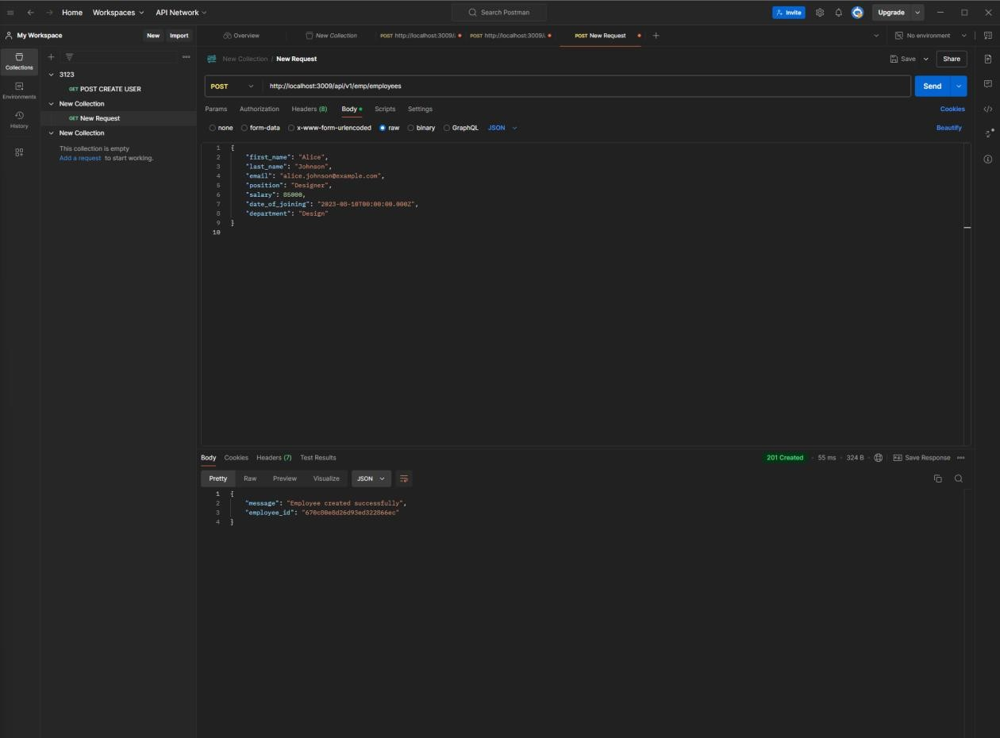 Home Workspaces API Network Search Postman Invite Upgrade
My Workspace New Import Overview New Collection POST http://localhost:3009/ POST http://localhost:3009/ POST New Request No environment
Collections
Environments
History
3123
GET POST CREATE USER
New Collection
GET New Request
New Collection
This collection is empty
Add a request to start working.
New Collection / New Request Save Share
POST http://localhost:3009/api/v1/emp/employees Send
Params Authorization Headers (8) Body Scripts Settings Cookies
none form-data x-www-form-urlencoded raw binary GraphQL JSON Beautify
1 {
2 "first_name": "Alice",
3 "last_name": "Johnson",
4 "email": "alice.johnson@example.com",
5 "position": "Designer",
6 "salary": 85000,
7 "date_of_joining": "2023-08-10T00:00:00.000Z",
8 "department": "Design"
9 }
10
Body Cookies Headers (7) Test Results 201 Created 55 ms 324 B Save Response
Pretty Raw Preview Visualize JSON
1 {
2 "message": "Employee created successfully",
3 "employee_id": "670c80e8d26d93ed322866ec"
4 }